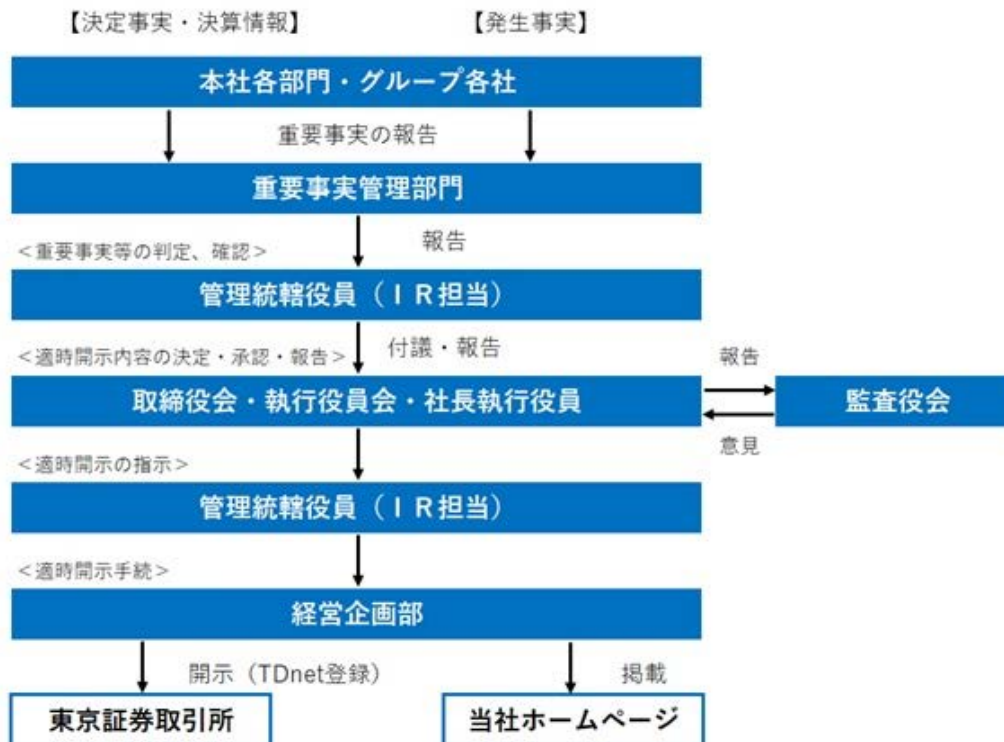 【決定事実・決算情報】 【発生事実】
本社各部門・グループ各社
重要事実の報告
重要事実管理部門
報告
＜重要事実等の判定、確認＞
管理統轄役員（ＩＲ担当）
付議・報告
＜適時開示内容の決定・承認・報告＞
報告
取締役会・執行役員会・社長執行役員
監査役会
意見
＜適時開示の指示＞
管理統轄役員（ＩＲ担当）
＜適時開示手続＞
経営企画部
開示（TDnet登録） 掲載
東京証券取引所 当社ホームページ